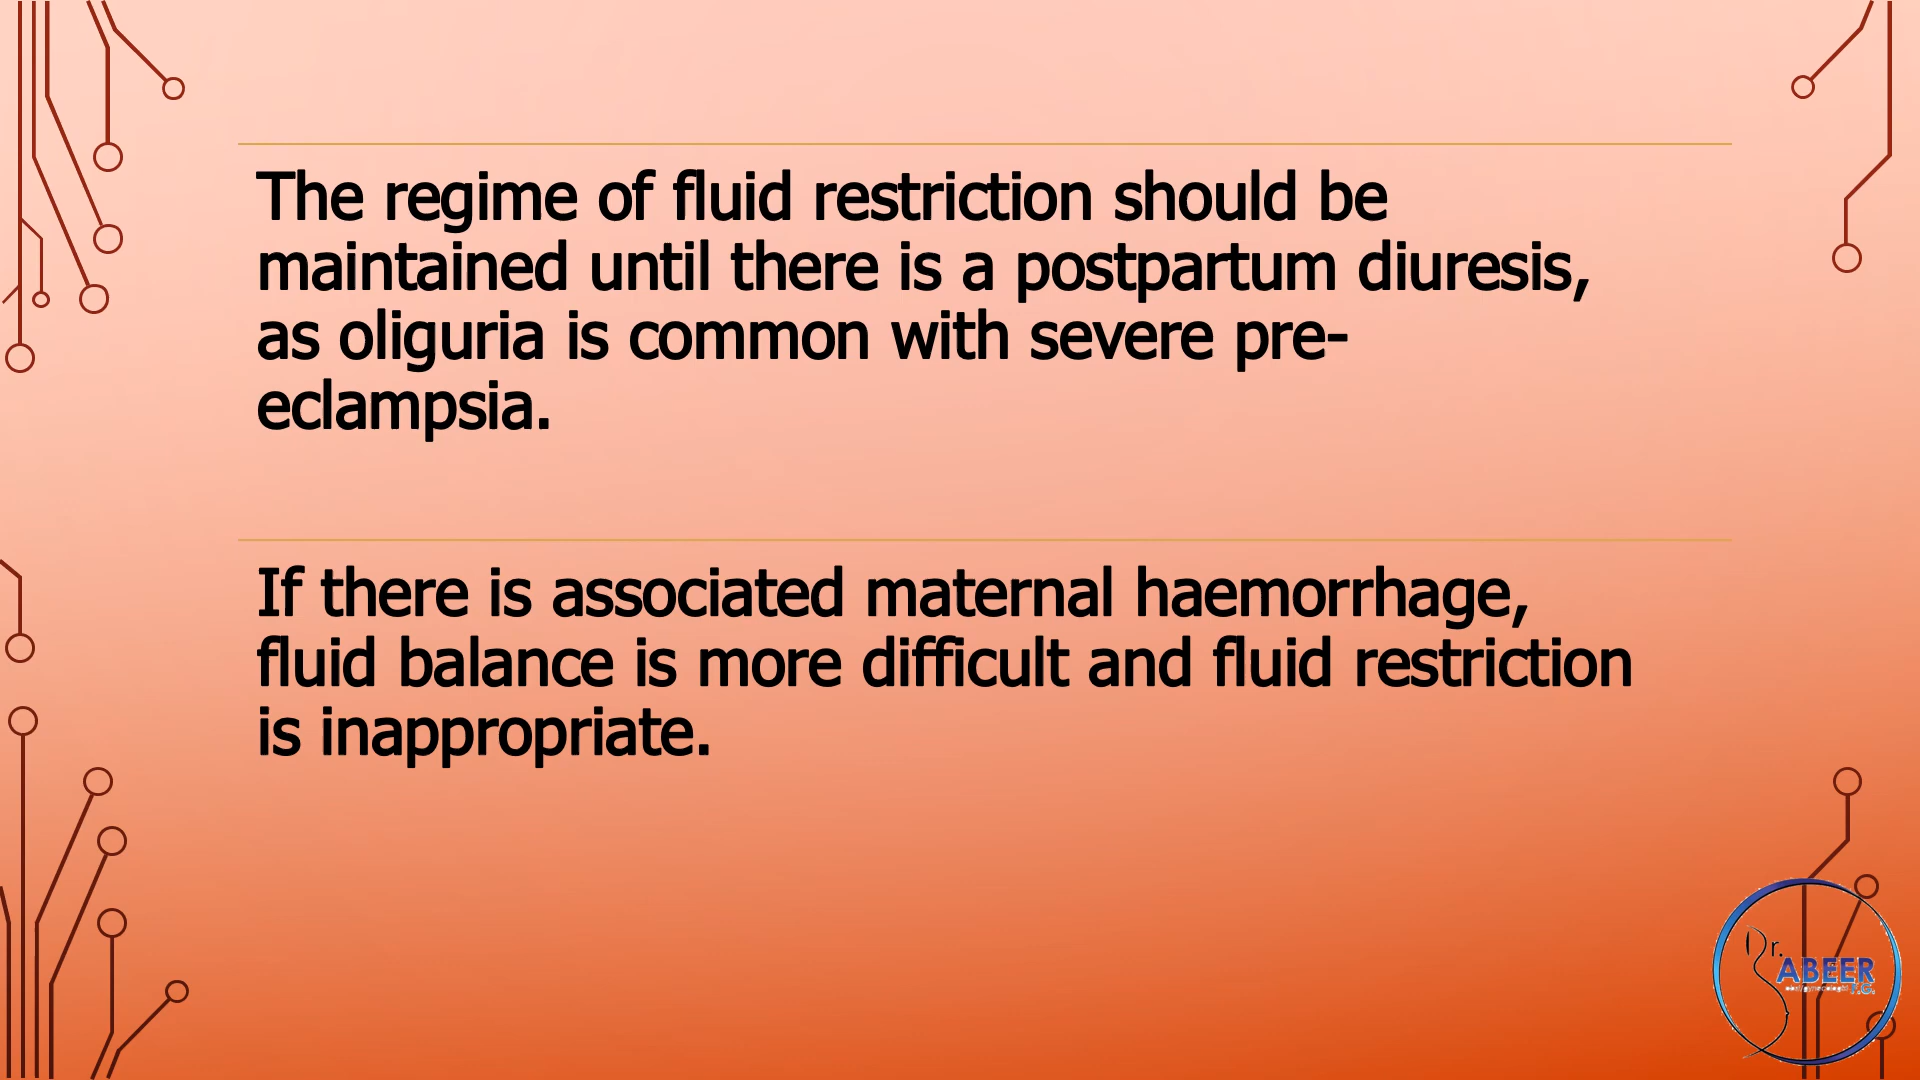 The regime of fluid restriction should be
maintained until there is a postpartum diuresis,
as oliguria is common with severe pre-
eclampsia.
If there is associated maternal haemorrhage,
fluid balance is more difficult and fluid restriction
is inappropriate.
Dr.
ABEER
F.G.